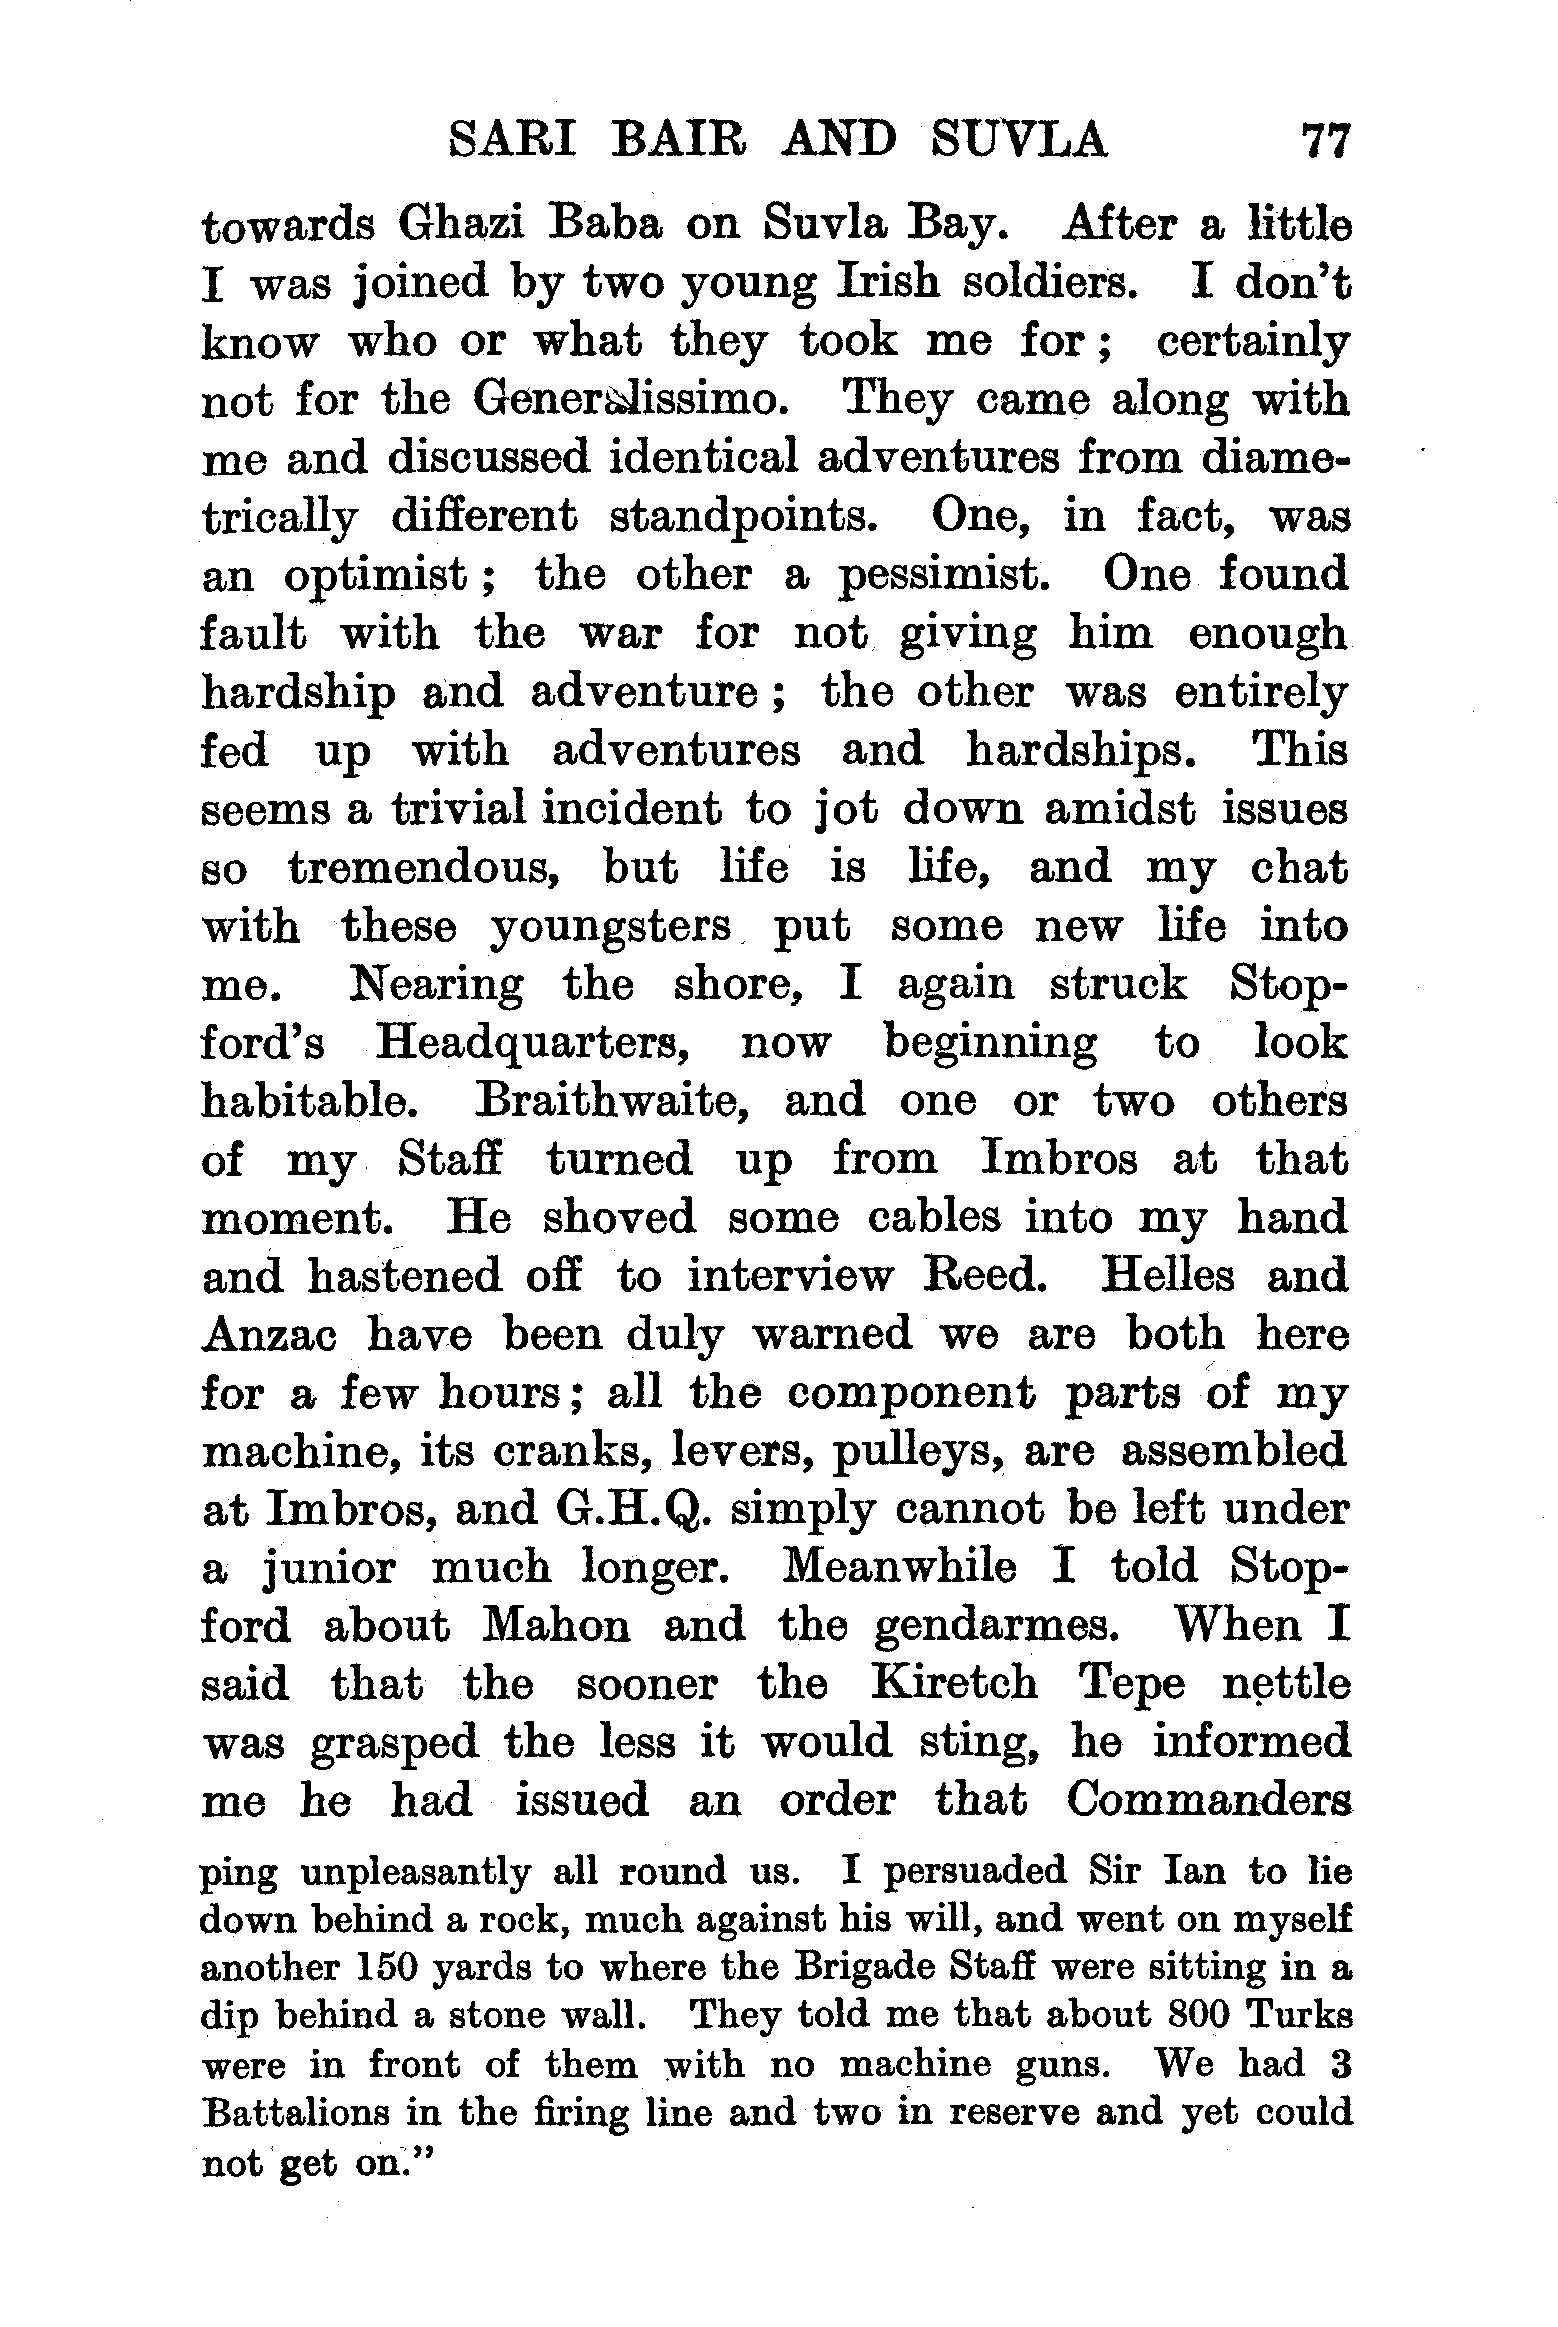 SARI BAIR AND SUVLA 77
towards Ghazi Baba on Suvla Bay. After a little
I was joined by two young Irish soldiers. I don't
know who or what they took me for ; certainly
not for the Generalissimo. They came along with
me and discussed identical adventures from diame-
trically different standpoints. One, in fact, was
an optimist ; the other a pessimist. One found
fault with the war for not giving him enough
hardship and adventure ; the other was entirely
fed up with adventures and hardships. This
seems a trivial incident to jot down amidst issues
so tremendous, but life is life, and my chat
with these youngsters put some new life into
me. Nearing the shore, I again struck Stop-
ford's Headquarters, now beginning to look
habitable. Braithwaite, and one or two others
of my Staff turned up from Imbros at that
moment. He shoved some cables into my hand
and hastened off to interview Reed. Helles and
Anzac have been duly warned we are both here
for a few hours ; all the component parts of my
machine, its cranks, levers, pulleys, are assembled
at Imbros, and G.H.Q. simply cannot be left under
a junior much longer. Meanwhile I told Stop-
ford about Mahon and the gendarmes. When I
said that the sooner the Kiretch Tepe nettle
was grasped the less it would sting, he informed
me he had issued an order that Commanders
ping unpleasantly all round us. I persuaded Sir Ian to lie
down behind a rock, much against his will, and went on myself
another 150 yards to where the Brigade Staff were sitting in a
dip behind a stone wall. They told me that about 800 Turks
were in front of them with no machine guns. We had 3
Battalions in the firing line and two in reserve and yet could
not get on."